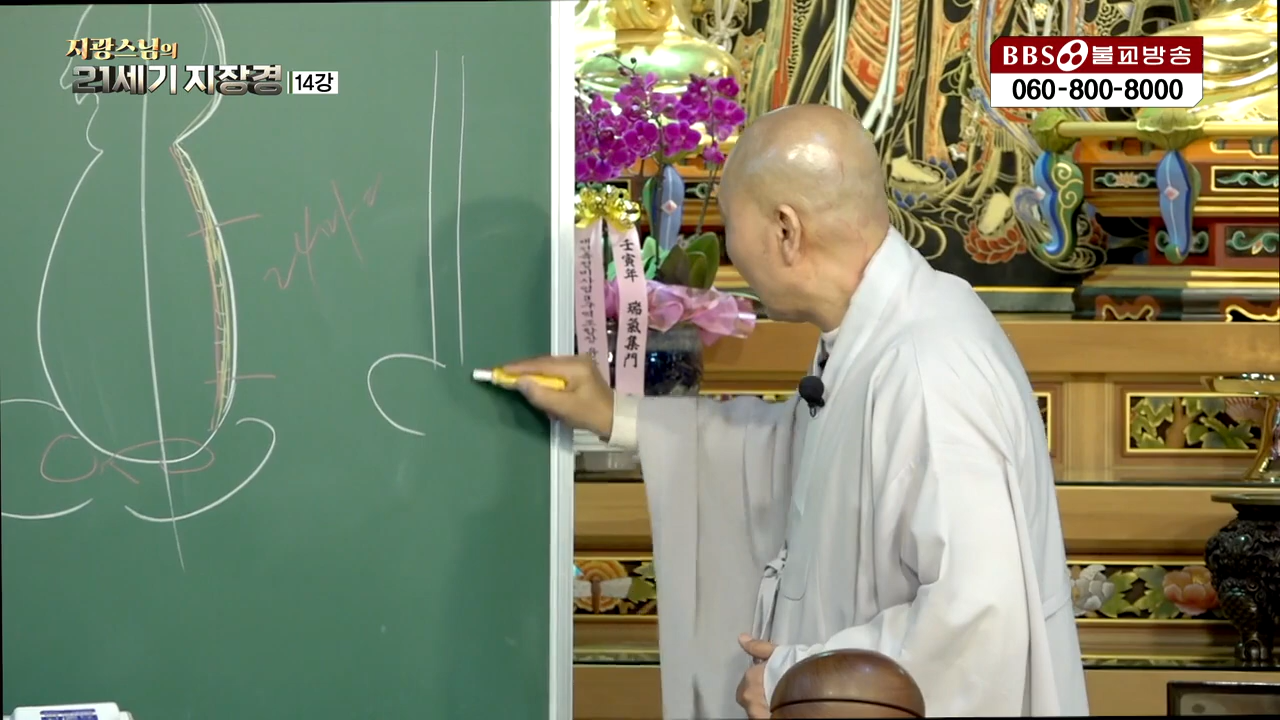 지광스님의
21세기 지장경 14강
BBS 불교방송
060-800-8000
壬寅年 瑞氣集門